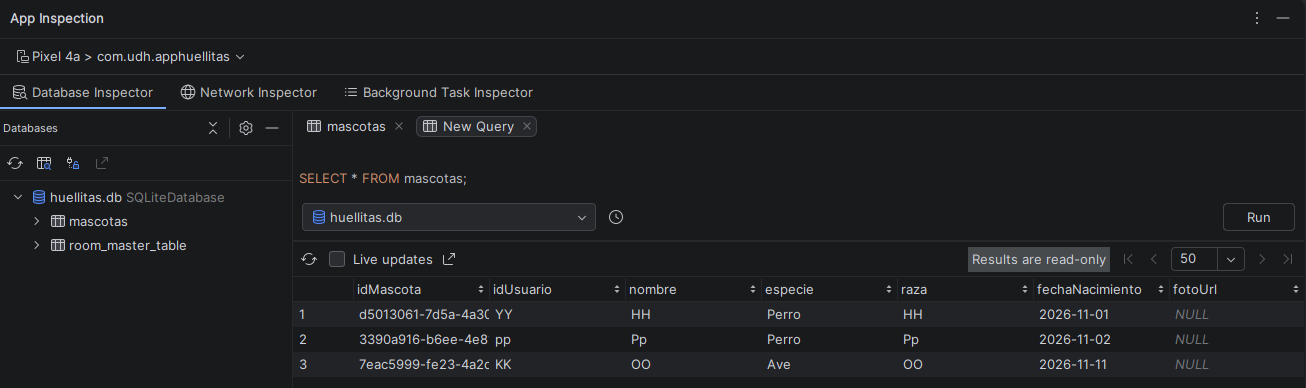 App Inspection
Pixel 4a > com.udh.apphuellitas
Database Inspector Network Inspector Background Task Inspector
Databases
mascotas New Query
SELECT * FROM mascotas;
huellitas.db SQLiteDatabase
mascotas
room_master_table
huellitas.db Run
Live updates Results are read-only 50
idMascota idUsuario nombre especie raza fechaNacimiento fotoUrl
1 d5013061-7d5a-4a30 YY HH Perro HH 2026-11-01 NULL
2 3390a916-b6ee-4e8 pp Pp Perro Pp 2026-11-02 NULL
3 7eac5999-fe23-4a2c KK OO Ave OO 2026-11-11 NULL